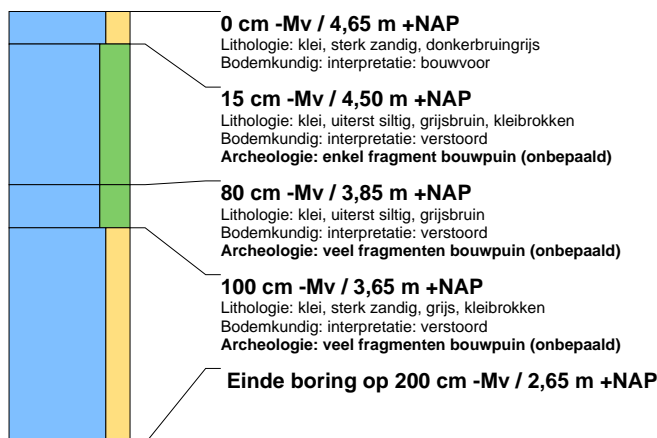 0 cm -Mv / 4,65 m +NAP
Lithologie: klei, sterk zandig, donkerbruingrijs
Bodemkundig: interpretatie: bouwvoor
15 cm -Mv / 4,50 m +NAP
Lithologie: klei, uiterst siltig, grijsbruin, kleibrokken
Bodemkundig: interpretatie: verstoord
Archeologie: enkel fragment bouwpuin (onbepaald)
80 cm -Mv / 3,85 m +NAP
Lithologie: klei, uiterst siltig, grijsbruin
Bodemkundig: interpretatie: verstoord
Archeologie: veel fragmenten bouwpuin (onbepaald)
100 cm -Mv / 3,65 m +NAP
Lithologie: klei, sterk zandig, grijs, kleibrokken
Bodemkundig: interpretatie: verstoord
Archeologie: veel fragmenten bouwpuin (onbepaald)
Einde boring op 200 cm -Mv / 2,65 m +NAP